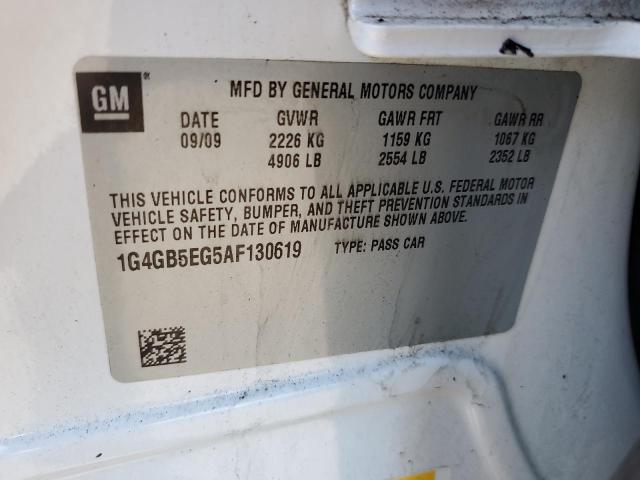 GM
MFD BY GENERAL MOTORS COMPANY
DATE GVWR GAWR FRT GAWR RR
09/09 2226 KG 1159 KG 1067 KG
4906 LB 2554 LB 2352 LB
THIS VEHICLE CONFORMS TO ALL APPLICABLE U.S. FEDERAL MOTOR
VEHICLE SAFETY, BUMPER, AND THEFT PREVENTION STANDARDS IN
EFFECT ON THE DATE OF MANUFACTURE SHOWN ABOVE.
1G4GB5EG5AF130619 TYPE: PASS CAR